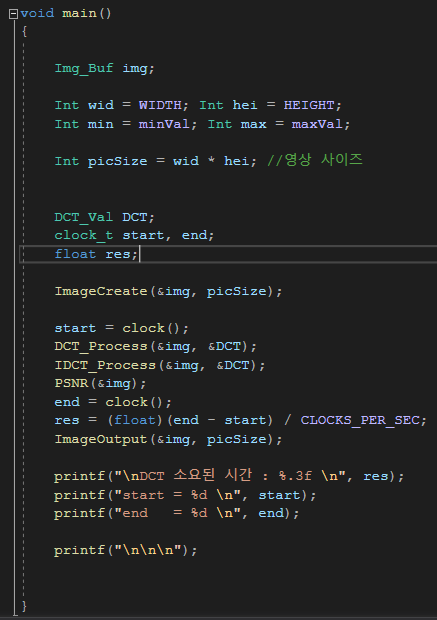 void main()
{
Img_Buf img;
Int wid = WIDTH; Int hei = HEIGHT;
Int min = minVal; Int max = maxVal;
Int picSize = wid * hei; //영상 사이즈
DCT_Val DCT;
clock_t start, end;
float res;
ImageCreate(&img, picSize);
start = clock();
DCT_Process(&img, &DCT);
IDCT_Process(&img, &DCT);
PSNR(&img);
end = clock();
res = (float)(end - start) / CLOCKS_PER_SEC;
ImageOutput(&img, picSize);
printf("\nDCT 소요된 시간 : %.3f \n", res);
printf("start = %d \n", start);
printf("end   = %d \n", end);
printf("\n\n\n");
}